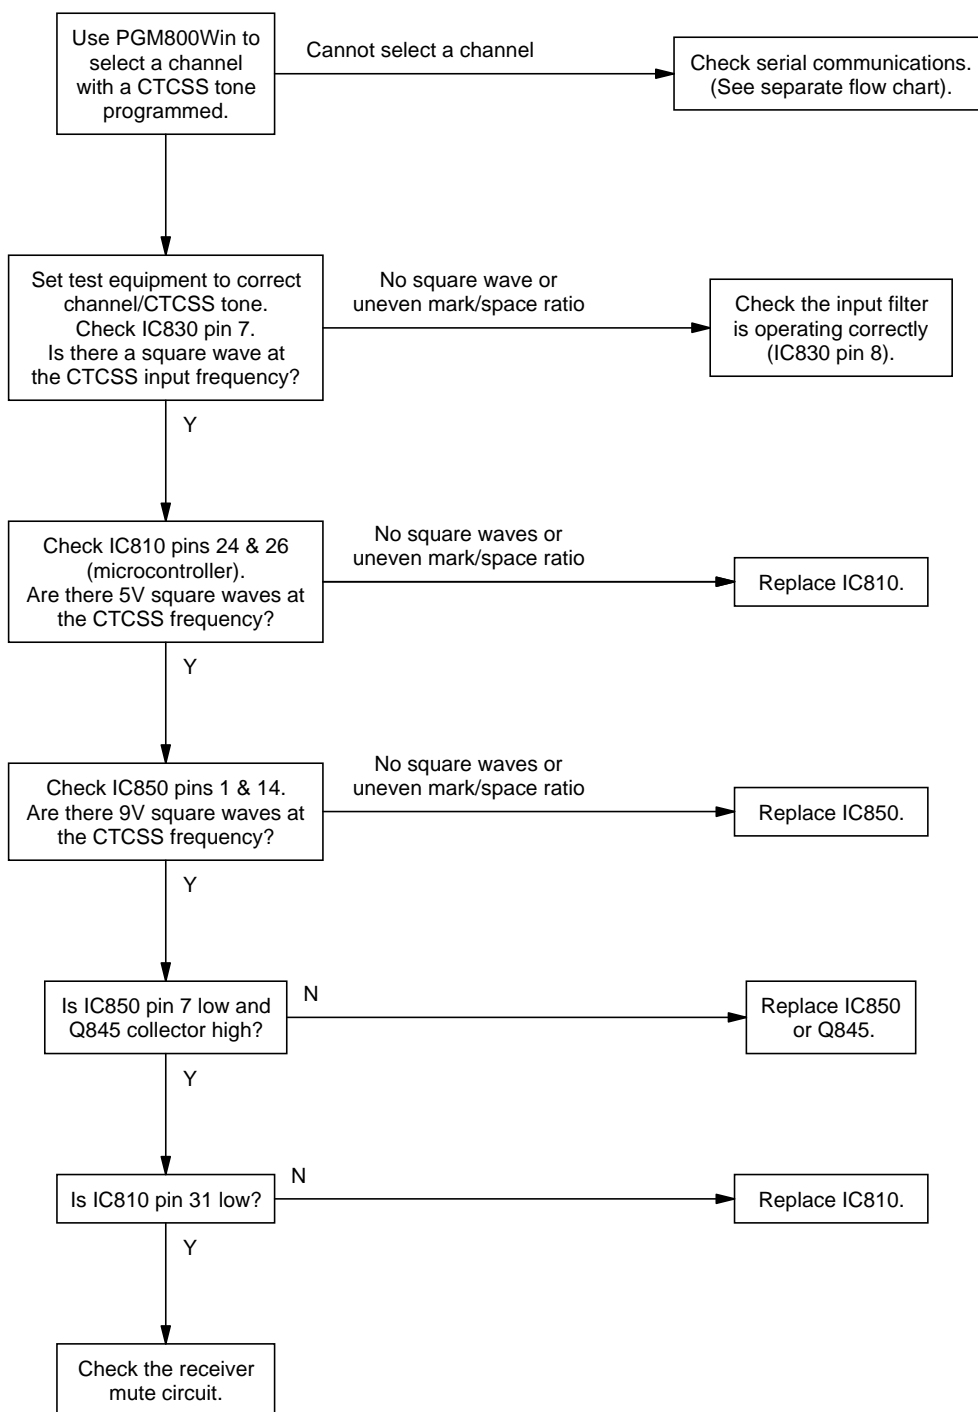 Use PGM800Win to
select a channel
with a CTCSS tone
programmed.
Cannot select a channel
Check serial communications.
(See separate flow chart).
Set test equipment to correct
channel/CTCSS tone.
Check IC830 pin 7.
Is there a square wave at
the CTCSS input frequency?
No square wave or
uneven mark/space ratio
Check the input filter
is operating correctly
(IC830 pin 8).
Y
Check IC810 pins 24 & 26
(microcontroller).
Are there 5V square waves at
the CTCSS frequency?
No square waves or
uneven mark/space ratio
Replace IC810.
Y
Check IC850 pins 1 & 14.
Are there 9V square waves at
the CTCSS frequency?
No square waves or
uneven mark/space ratio
Replace IC850.
Y
Is IC850 pin 7 low and
Q845 collector high?
N
Replace IC850
or Q845.
Y
Is IC810 pin 31 low?
N
Replace IC810.
Y
Check the receiver
mute circuit.